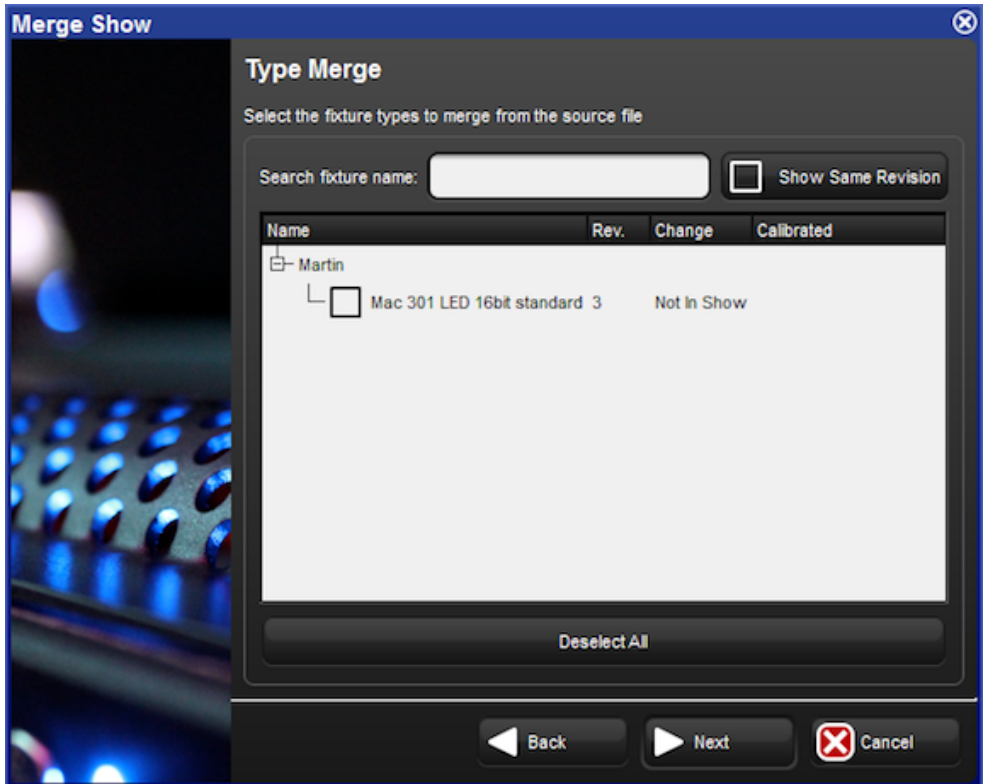 Merge Show
Type Merge
Select the fixture types to merge from the source file
Search fixture name: Show Same Revision
Name Rev. Change Calibrated
Martin
Mac 301 LED 16bit standard 3 Not In Show
Deselect All
Back Next Cancel